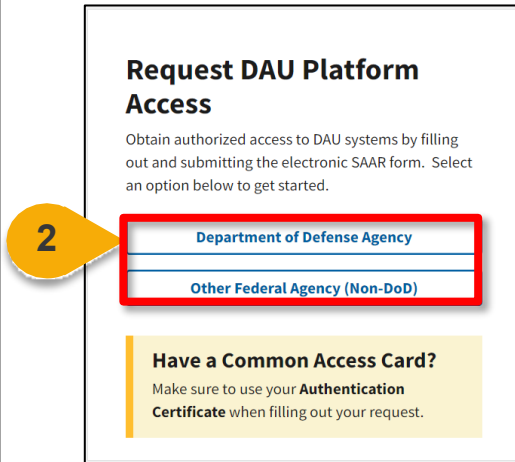 Request DAU Platform
Access
Obtain authorized access to DAU systems by filling
out and submitting the electronic SAAR form.  Select
an option below to get started.
2
Department of Defense Agency
Other Federal Agency (Non-DoD)
Have a Common Access Card?
Make sure to use your Authentication
Certificate when filling out your request.